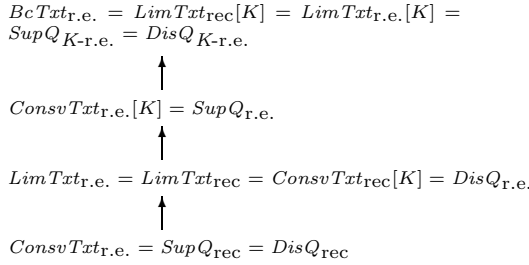 BcTxt_r.e. = LimTxt_rec[K] = LimTxt_r.e.[K] =
SupQ_K-r.e. = DisQ_K-r.e.
ConsvTxt_r.e.[K] = SupQ_r.e.
LimTxt_r.e. = LimTxt_rec = ConsvTxt_rec[K] = DisQ_r.e.
ConsvTxt_r.e. = SupQ_rec = DisQ_rec